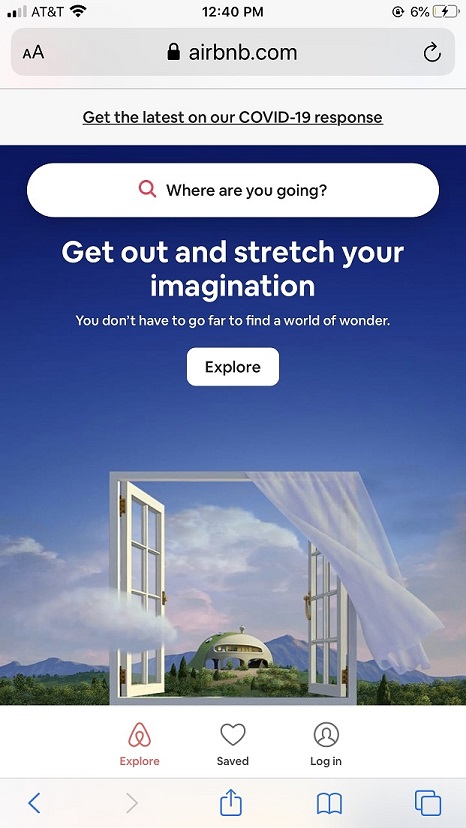 AT&T 12:40 PM 6%
AA airbnb.com
Get the latest on our COVID-19 response
Where are you going?
Get out and stretch your
imagination
You don't have to go far to find a world of wonder.
Explore
Explore Saved Log in